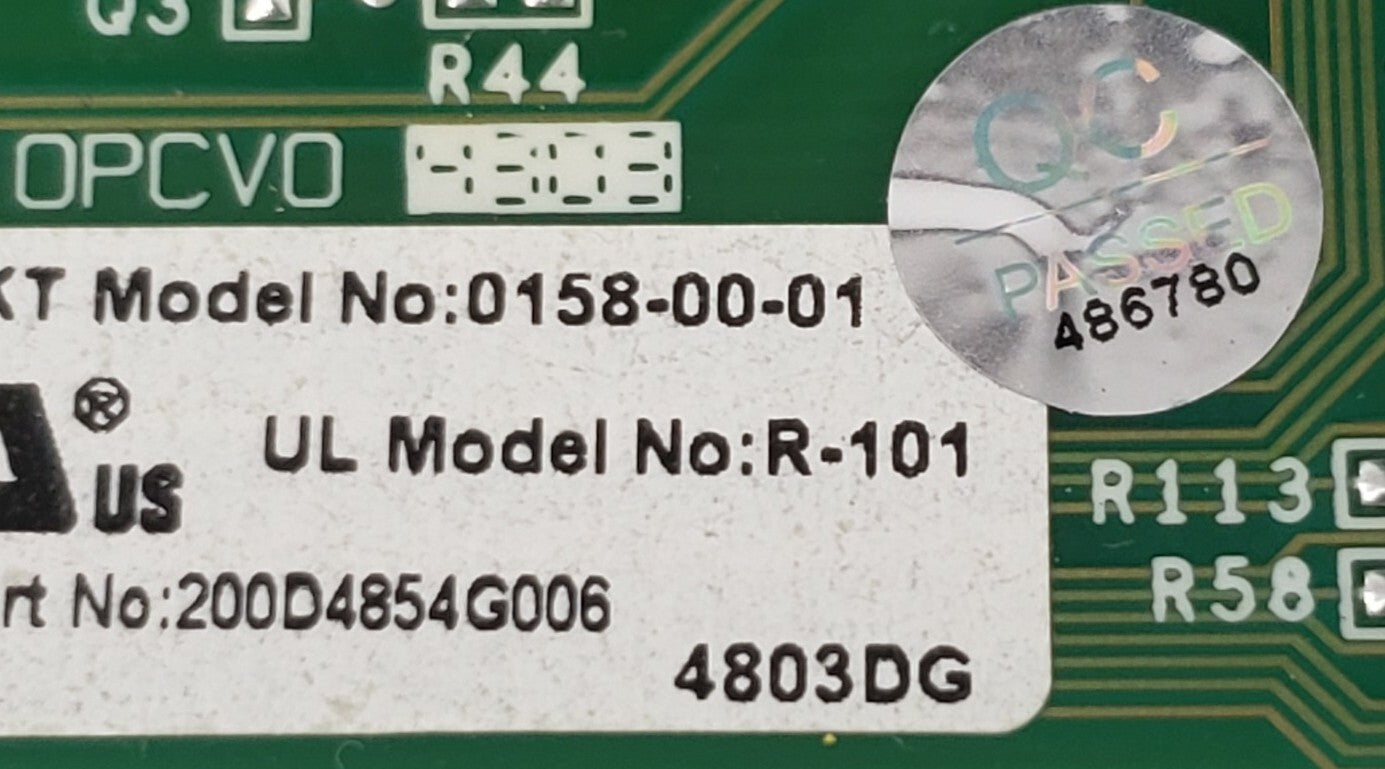 Q3
R44
OPCVO
KT Model No:0158-00-01
QC
PASSED
486780
®
US
UL Model No:R-101
R113
R58
rt No:200D4854G006
4803DG